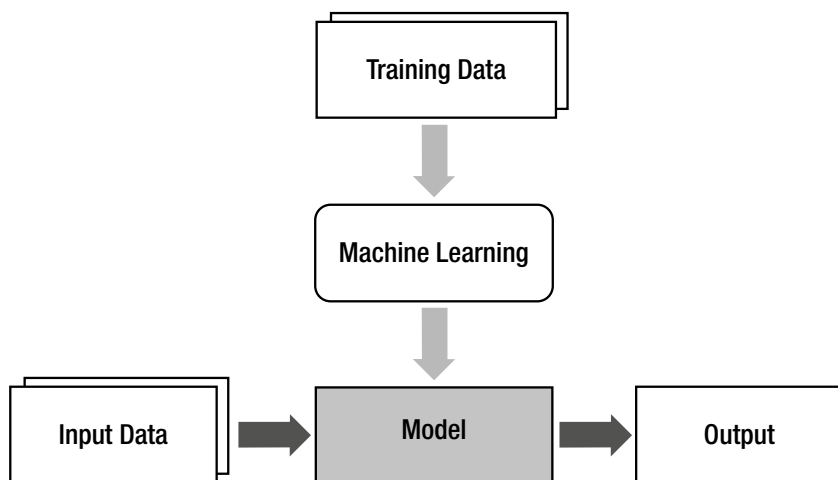 Training Data
Machine Learning
Input Data
Model
Output